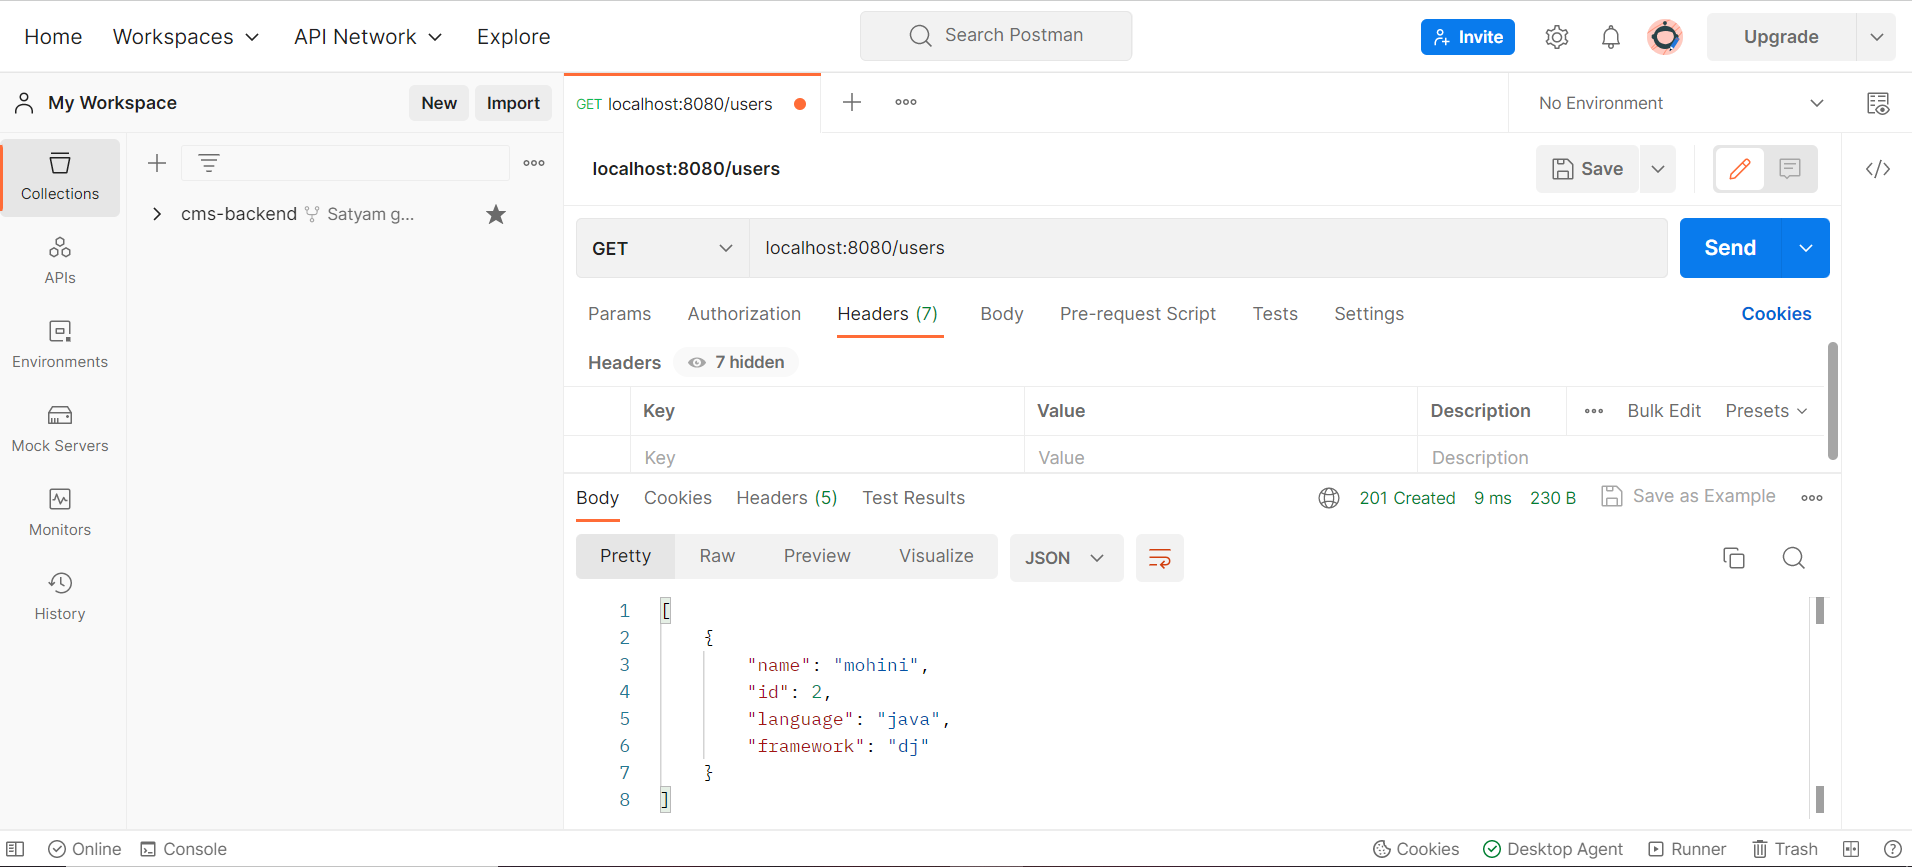 Home Workspaces API Network Explore Search Postman Invite Upgrade
My Workspace New Import GET localhost:8080/users No Environment
Collections
APIs
Environments
Mock Servers
Monitors
History
cms-backend Satyam g...
localhost:8080/users Save
GET localhost:8080/users Send
Params Authorization Headers (7) Body Pre-request Script Tests Settings Cookies
Headers 7 hidden
Key Value Description Bulk Edit Presets
Key Value Description
Body Cookies Headers (5) Test Results 201 Created 9 ms 230 B Save as Example
Pretty Raw Preview Visualize JSON
1 [
2 {
3 "name": "mohini",
4 "id": 2,
5 "language": "java",
6 "framework": "dj"
7 }
8 ]
Online Console Cookies Desktop Agent Runner Trash